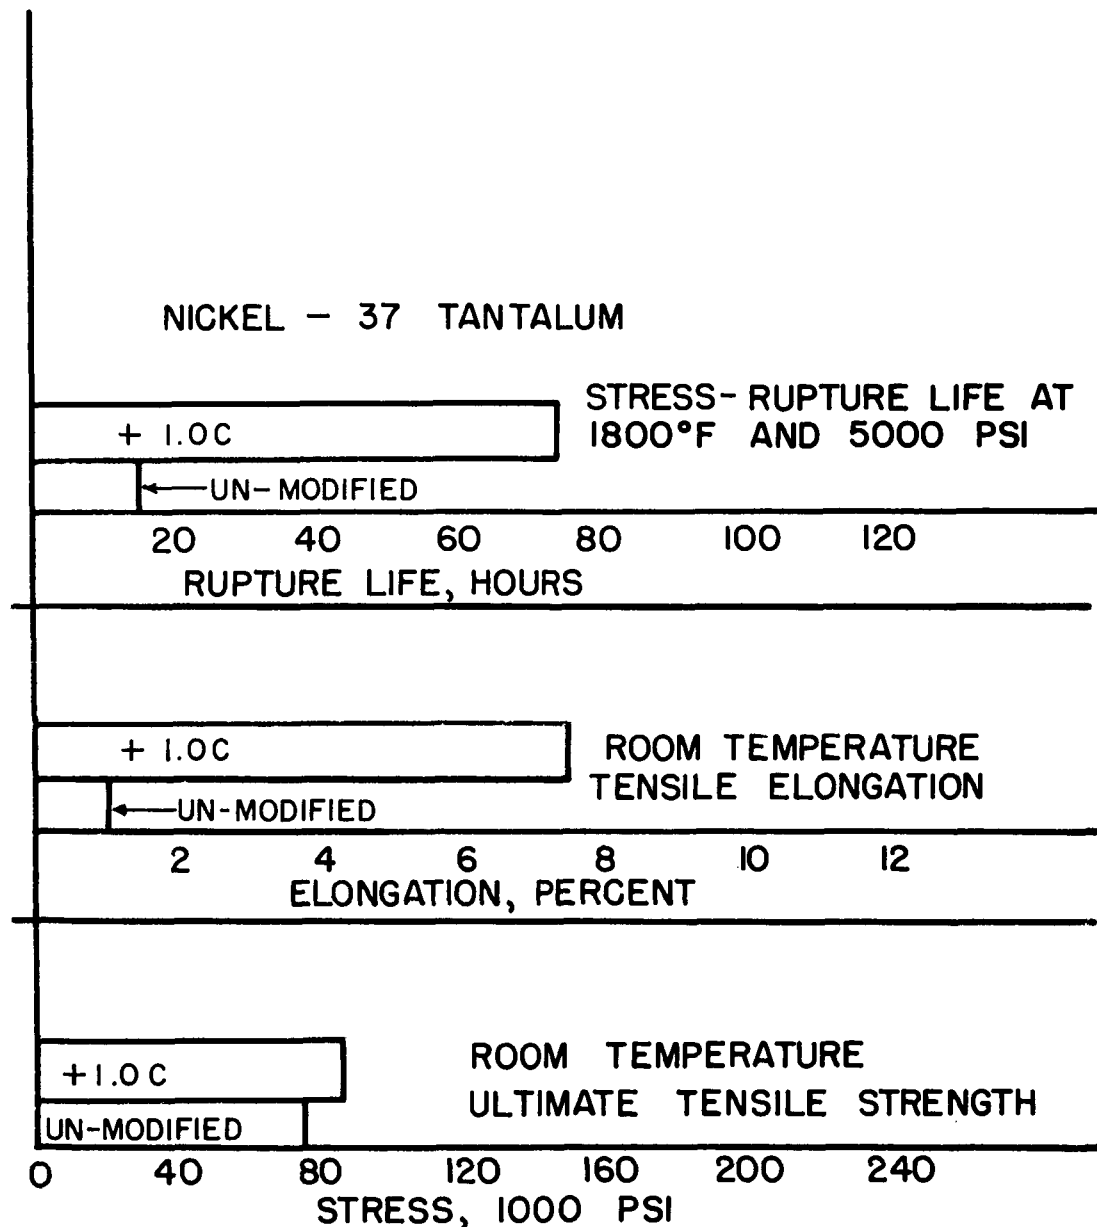 NICKEL – 37 TANTALUM
STRESS-RUPTURE LIFE AT
1800°F AND 5000 PSI
+ 1.0 C
UN-MODIFIED
20 40 60 80 100 120
RUPTURE LIFE, HOURS
+ 1.0 C
ROOM TEMPERATURE
TENSILE ELONGATION
UN-MODIFIED
2 4 6 8 10 12
ELONGATION, PERCENT
+1.0 C
ROOM TEMPERATURE
ULTIMATE TENSILE STRENGTH
UN-MODIFIED
0 40 80 120 160 200 240
STRESS, 1000 PSI